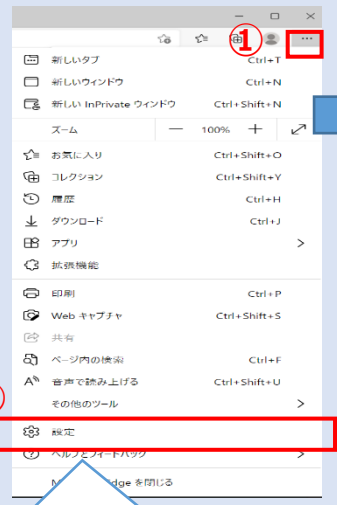 ①
新しいタブ Ctrl+T
新しいウィンドウ Ctrl+N
新しい InPrivate ウィンドウ Ctrl+Shift+N
ズーム — 100% +
お気に入り Ctrl+Shift+O
コレクション Ctrl+Shift+Y
履歴 Ctrl+H
ダウンロード Ctrl+J
アプリ
拡張機能
印刷 Ctrl+P
Web キャプチャ Ctrl+Shift+S
共有
ページ内の検索 Ctrl+F
音声で読み上げる Ctrl+Shift+U
その他のツール
設定
ヘルプとフィードバック
dge を閉じる